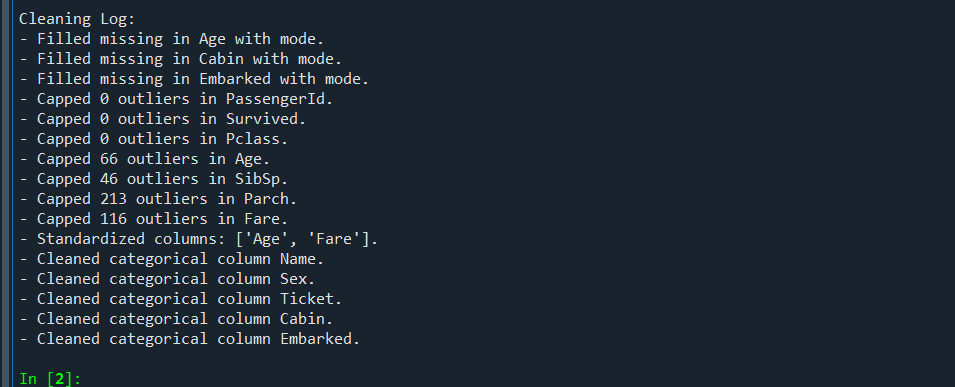 Cleaning Log:
- Filled missing in Age with mode.
- Filled missing in Cabin with mode.
- Filled missing in Embarked with mode.
- Capped 0 outliers in PassengerId.
- Capped 0 outliers in Survived.
- Capped 0 outliers in Pclass.
- Capped 66 outliers in Age.
- Capped 46 outliers in SibSp.
- Capped 213 outliers in Parch.
- Capped 116 outliers in Fare.
- Standardized columns: ['Age', 'Fare'].
- Cleaned categorical column Name.
- Cleaned categorical column Sex.
- Cleaned categorical column Ticket.
- Cleaned categorical column Cabin.
- Cleaned categorical column Embarked.
In [2]: